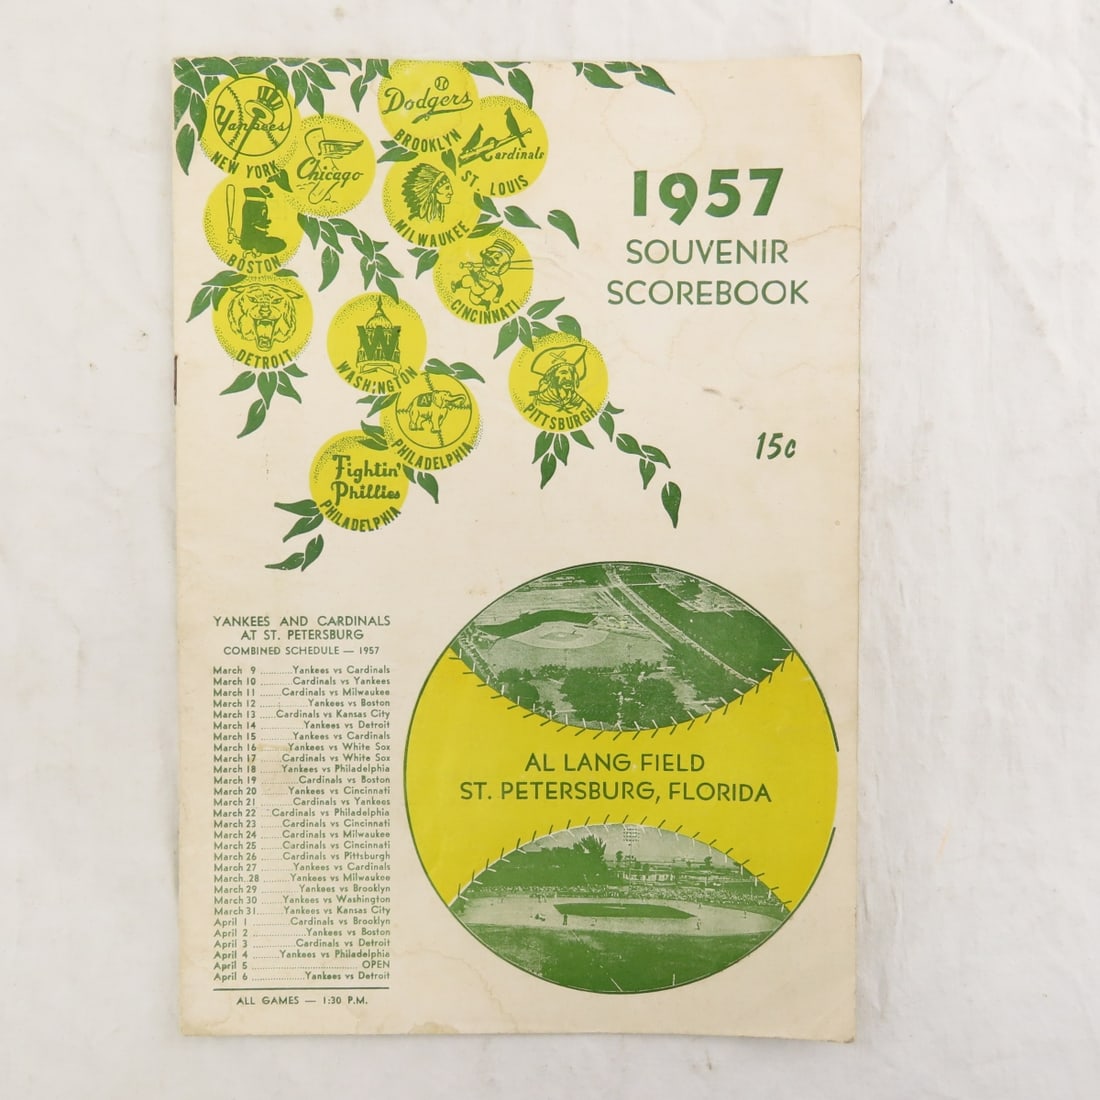 Yankees
NEW YORK
Dodgers
BROOKLYN
Chicago
Cardinals
ST. LOUIS
BOSTON
MILWAUKEE
CINCINNATI
DETROIT
W
WASHINGTON
PITTSBURGH
A
PHILADELPHIA
Fightin'
Phillies
PHILADELPHIA
1957
SOUVENIR
SCOREBOOK
15c
YANKEES AND CARDINALS
AT ST. PETERSBURG
COMBINED SCHEDULE — 1957
March 9 ...........Yankees vs Cardinals
March 10 ..........Cardinals vs Yankees
March 11 ......Cardinals vs Milwaukee
March 12 ...............Yankees vs Boston
March 13 .....Cardinals vs Kansas City
March 14 ..............Yankees vs Detroit
March 15 ..........Yankees vs Cardinals
March 16 .........Yankees vs White Sox
March 17 .......Cardinals vs White Sox
March 18 .......Yankees vs Philadelphia
March 19 ............Cardinals vs Boston
March 20 .........Yankees vs Cincinnati
March 21 ..........Cardinals vs Yankees
March 22 ....Cardinals vs Philadelphia
March 23 .......Cardinals vs Cincinnati
March 24 .......Cardinals vs Milwaukee
March 25 .......Cardinals vs Cincinnati
March 26 .......Cardinals vs Pittsburgh
March 27 ..........Yankees vs Cardinals
March. 28 .........Yankees vs Milwaukee
March 29 ............Yankees vs Brooklyn
March 30 .......Yankees vs Washington
March 31........Yankees vs Kansas City
April 1 ............Cardinals vs Brooklyn
April 2 .................Yankees vs Boston
April 3 ..............Cardinals vs Detroit
April 4 ........Yankees vs Philadelphia
April 5 ................................. OPEN
April 6 .................Yankees vs Detroit
ALL GAMES — 1:30 P.M.
AL LANG FIELD
ST. PETERSBURG, FLORIDA